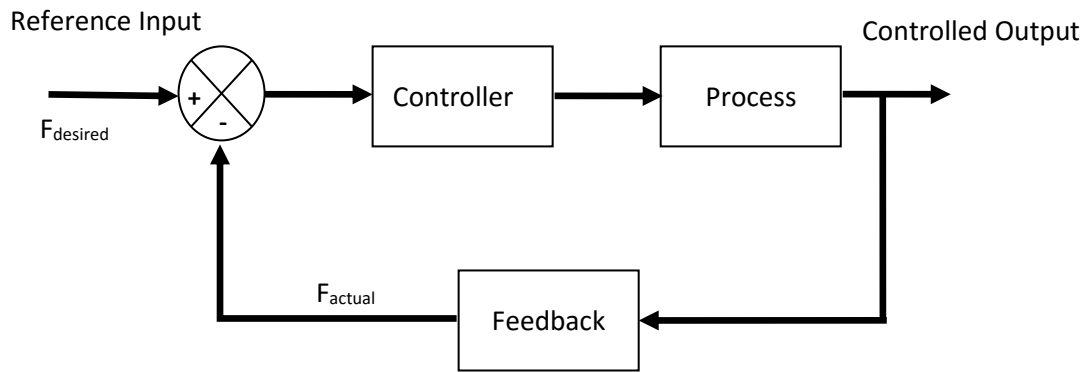 Reference Input
Controlled Output
+
Controller
Process
-
Fdesired
Factual
Feedback